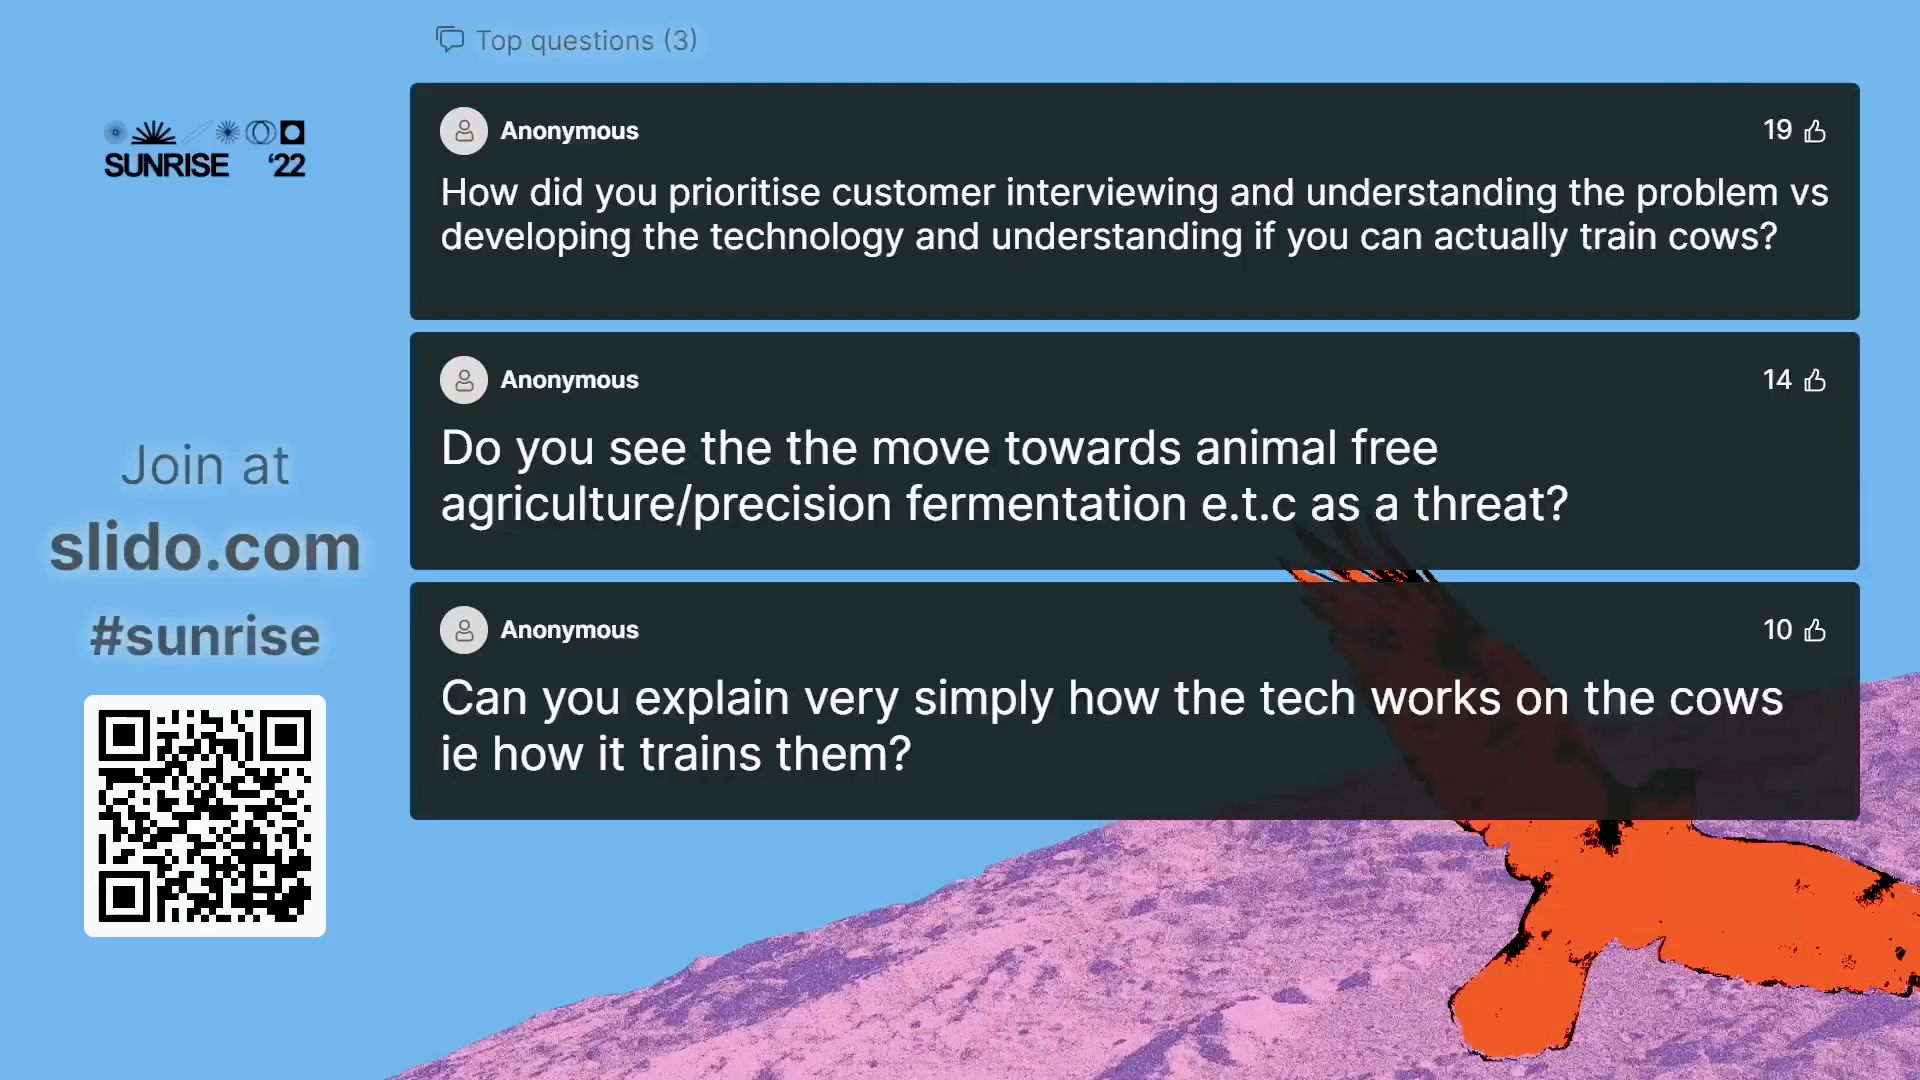 Top questions (3)
SUNRISE '22
Anonymous
19
How did you prioritise customer interviewing and understanding the problem vs
developing the technology and understanding if you can actually train cows?
Anonymous
14
Do you see the the move towards animal free
agriculture/precision fermentation e.t.c as a threat?
Anonymous
10
Can you explain very simply how the tech works on the cows
ie how it trains them?
Join at
slido.com
#sunrise